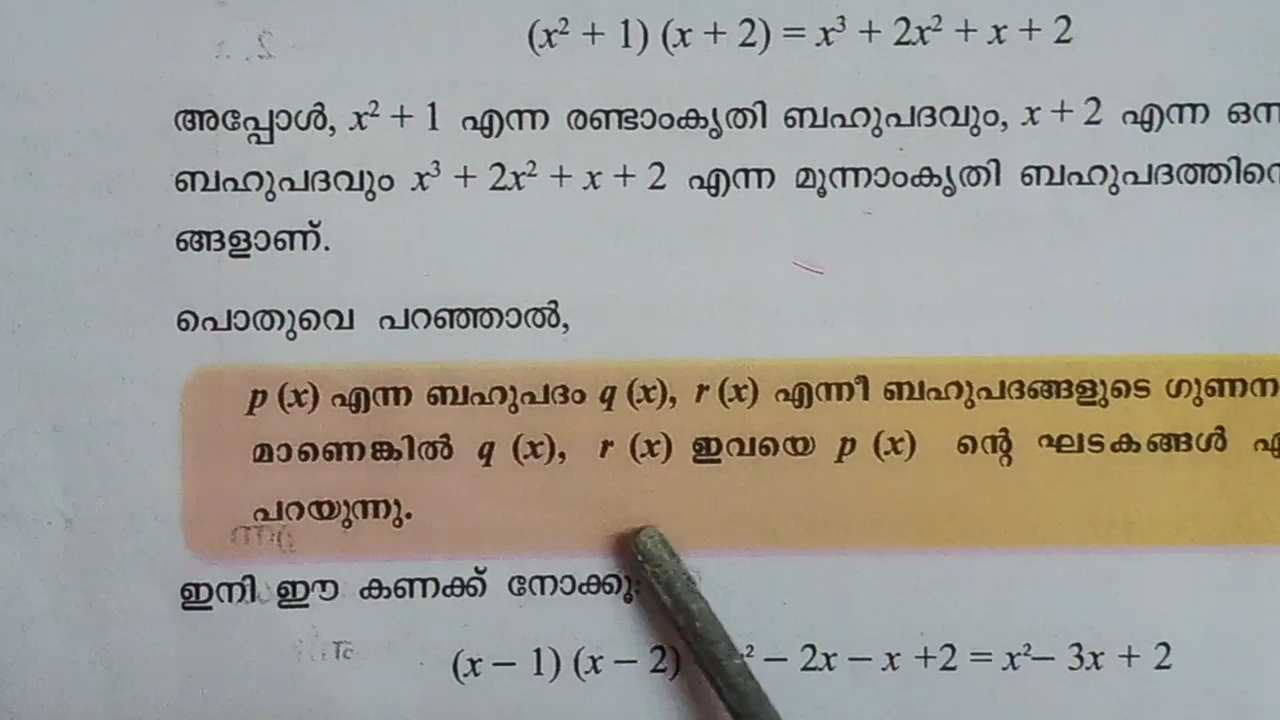 (x² + 1) (x + 2) = x³ + 2x² + x + 2
അപ്പോൾ, x² + 1 എന്ന രണ്ടാംകൃതി ബഹുപദവും, x + 2 എന്ന
ബഹുപദവും x³ + 2x² + x + 2 എന്ന മൂന്നാംകൃതി
ങ്ങളാണ്.
പൊതുവെ പറഞ്ഞാൽ,
p (x) എന്ന ബഹുപദം q (x), r (x) എന്നീ ബഹുപദങ്ങളുടെ ഗുണന
മാണെങ്കിൽ q (x), r (x) ഇവയെ p (x) ന്റെ ഘടകങ്ങൾ
പറയുന്നു.
ഇനി ഈ കണക്ക് നോക്കൂ:
(x – 1) (x – 2) ² – 2x – x +2 = x²– 3x + 2